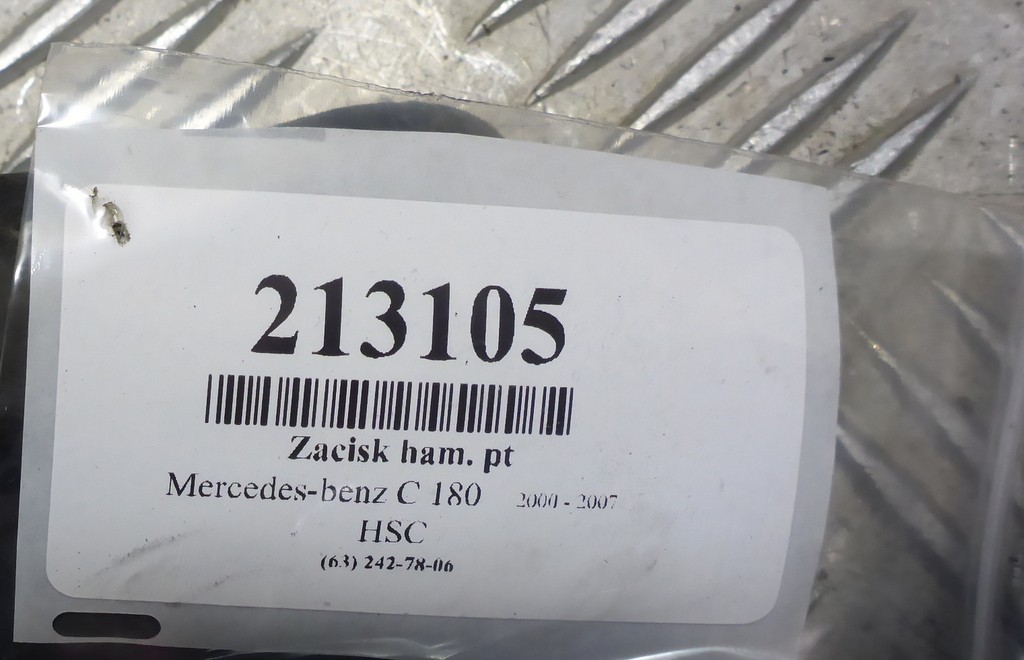 213105
Zacisk ham. pt
Mercedes-benz C 180 2000 - 2007
HSC
(63) 242-78-06